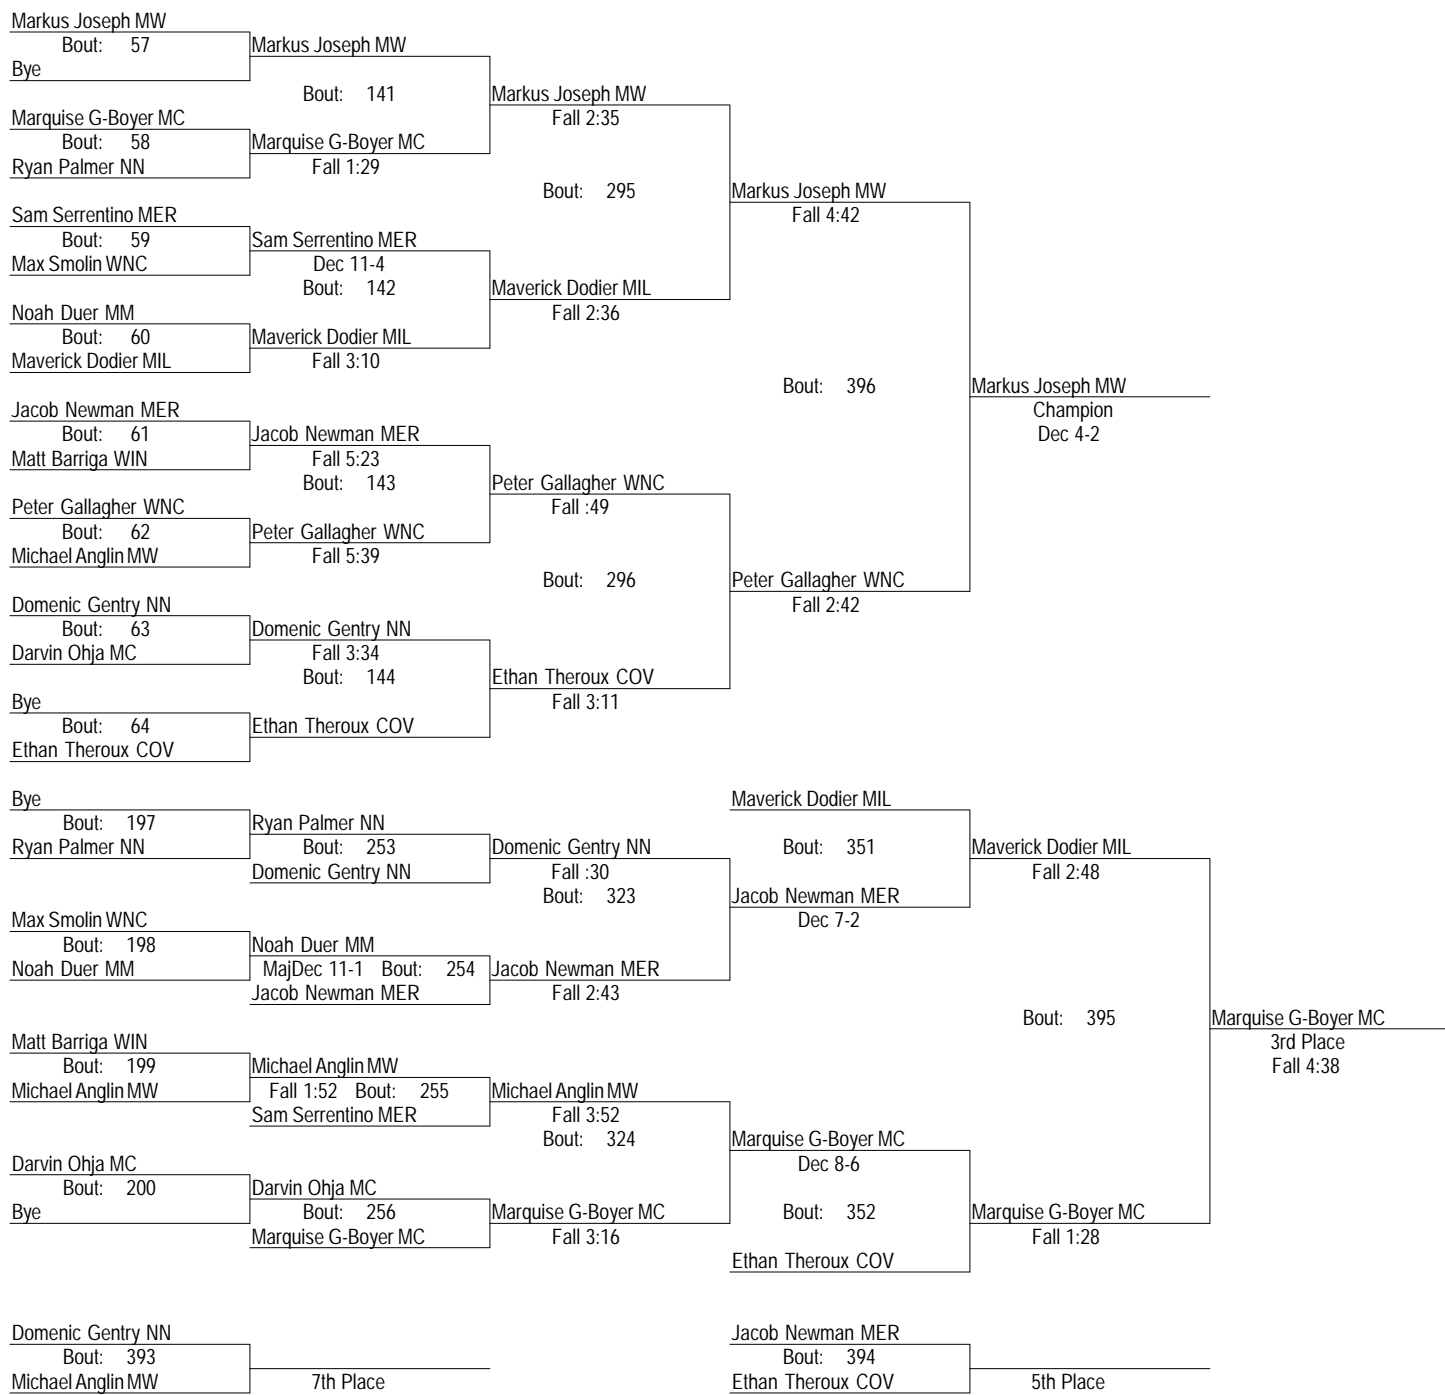 Markus Joseph MW
Bout: 57 Markus Joseph MW
Bye
Bout: 141 Markus Joseph MW
Marquise G-Boyer MC Fall 2:35
Bout: 58 Marquise G-Boyer MC
Ryan Palmer NN Fall 1:29
Bout: 295 Markus Joseph MW
Sam Serrentino MER Fall 4:42
Bout: 59 Sam Serrentino MER
Max Smolin WNC Dec 11-4
Bout: 142 Maverick Dodier MIL
Noah Duer MM Fall 2:36
Bout: 60 Maverick Dodier MIL
Maverick Dodier MIL Fall 3:10
Bout: 396 Markus Joseph MW
Jacob Newman MER Champion
Bout: 61 Jacob Newman MER Dec 4-2
Matt Barriga WIN Fall 5:23
Bout: 143 Peter Gallagher WNC
Peter Gallagher WNC Fall :49
Bout: 62 Peter Gallagher WNC
Michael Anglin MW Fall 5:39
Bout: 296 Peter Gallagher WNC
Domenic Gentry NN Fall 2:42
Bout: 63 Domenic Gentry NN
Darvin Ohja MC Fall 3:34
Bout: 144 Ethan Theroux COV
Bye Fall 3:11
Bout: 64 Ethan Theroux COV
Ethan Theroux COV
Bye Maverick Dodier MIL
Bout: 197 Ryan Palmer NN
Ryan Palmer NN Bout: 253 Domenic Gentry NN Bout: 351 Maverick Dodier MIL
Domenic Gentry NN Fall :30 Fall 2:48
Bout: 323 Jacob Newman MER
Max Smolin WNC Dec 7-2
Bout: 198 Noah Duer MM
Noah Duer MM MajDec 11-1 Bout: 254 Jacob Newman MER
Jacob Newman MER Fall 2:43
Bout: 395 Marquise G-Boyer MC
Matt Barriga WIN 3rd Place
Bout: 199 Michael Anglin MW Fall 4:38
Michael Anglin MW Fall 1:52 Bout: 255 Michael Anglin MW
Sam Serrentino MER Fall 3:52
Bout: 324 Marquise G-Boyer MC
Darvin Ohja MC Dec 8-6
Bout: 200 Darvin Ohja MC
Bye Bout: 256 Marquise G-Boyer MC Bout: 352 Marquise G-Boyer MC
Marquise G-Boyer MC Fall 3:16 Fall 1:28
Ethan Theroux COV
Domenic Gentry NN Jacob Newman MER
Bout: 393 Bout: 394
Michael Anglin MW 7th Place Ethan Theroux COV 5th Place